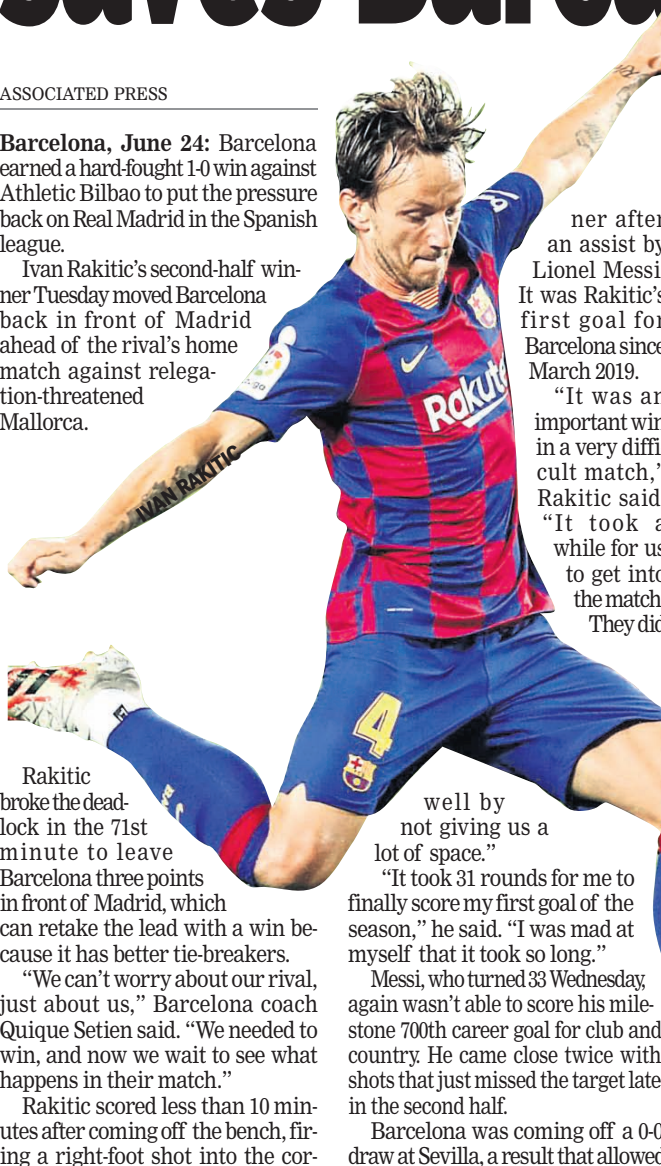 Saves Barca
ASSOCIATED PRESS
Barcelona, June 24: Barcelona
earned a hard-fought 1-0 win against
Athletic Bilbao to put the pressure
back on Real Madrid in the Spanish
league.
Ivan Rakitic's second-half win-
ner Tuesday moved Barcelona
back in front of Madrid
ahead of the rival's home
match against relega-
tion-threatened
Mallorca.
IVAN RAKITIC
Rakitic
broke the dead-
lock in the 71st
minute to leave
Barcelona three points
in front of Madrid, which
can retake the lead with a win be-
cause it has better tie-breakers.
"We can't worry about our rival,
just about us," Barcelona coach
Quique Setien said. "We needed to
win, and now we wait to see what
happens in their match."
Rakitic scored less than 10 min-
utes after coming off the bench, fir-
ing a right-foot shot into the cor-
ner after
an assist by
Lionel Messi
It was Rakitic's
first goal for
Barcelona since
March 2019.
"It was an
important win
in a very diffi
cult match,"
Rakitic said
"It took a
while for us
to get into
the match
They did
well by
not giving us a
lot of space."
"It took 31 rounds for me to
finally score my first goal of the
season," he said. "I was mad at
myself that it took so long."
Messi, who turned 33 Wednesday,
again wasn't able to score his mile-
stone 700th career goal for club and
country. He came close twice with
shots that just missed the target late
in the second half.
Barcelona was coming off a 0-0
draw at Sevilla, a result that allowed
Rakute
4